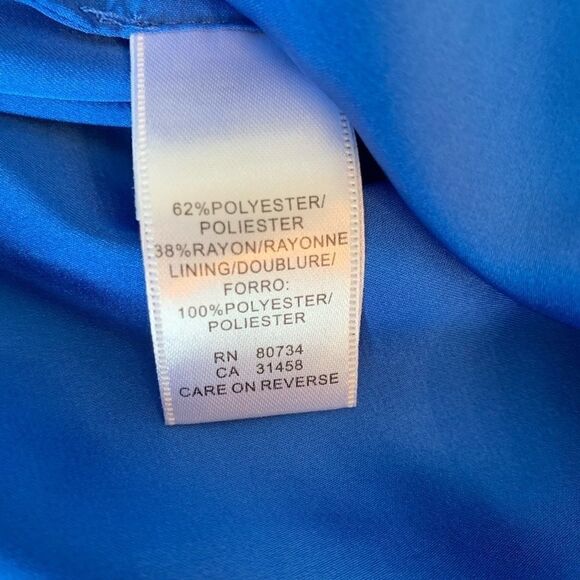 62%POLYESTER/
POLIESTER
38%RAYON/RAYONNE
LINING/DOUBLURE/
FORRO:
100%POLYESTER/
POLIESTER
RN 80734
CA 31458
CARE ON REVERSE